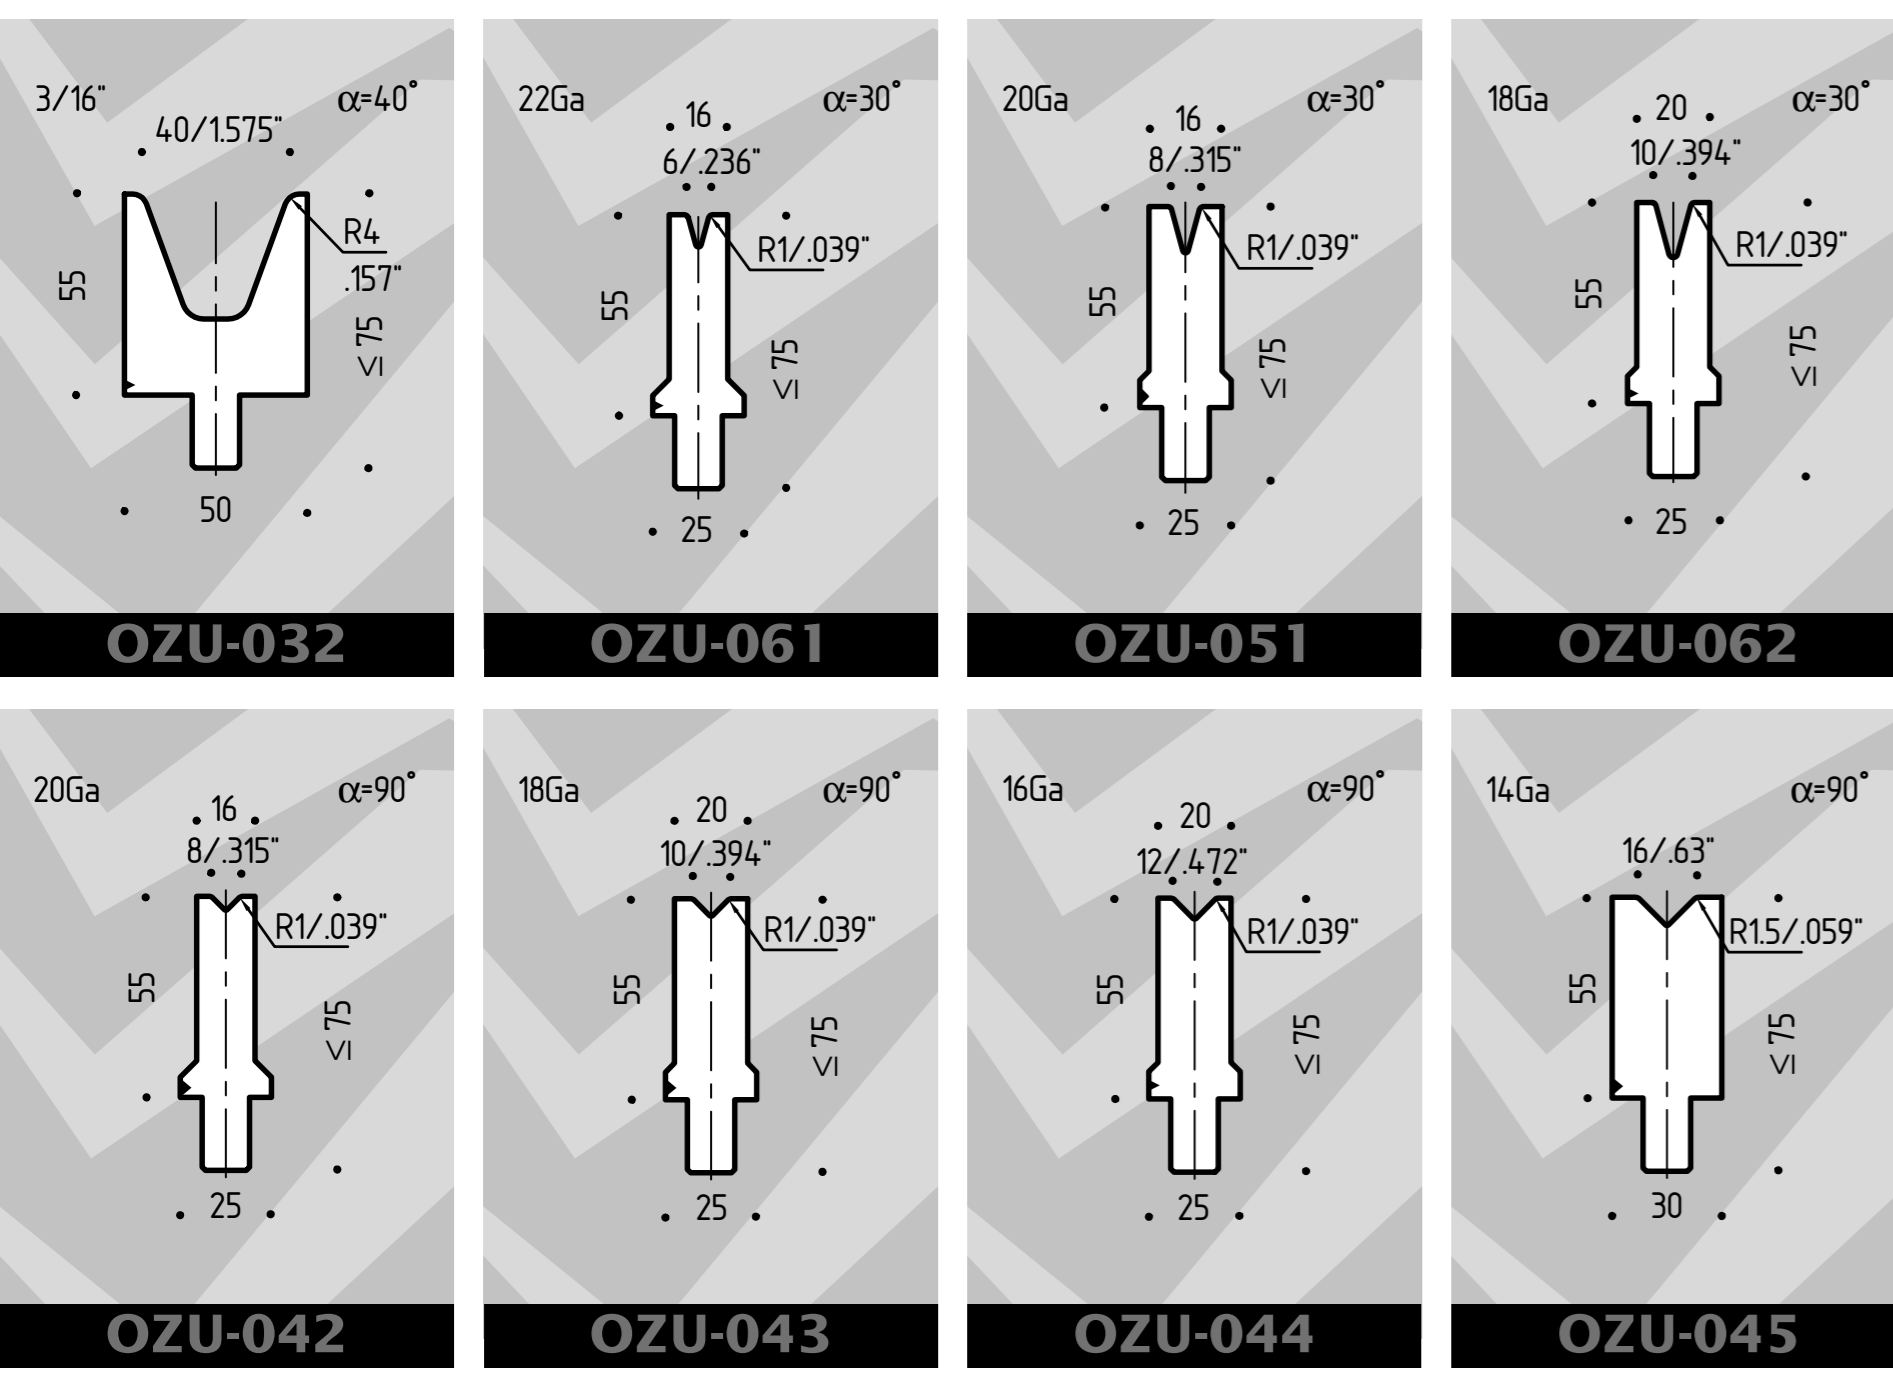 3/16"
α=40°
40/1.575"
R4
.157"
55
≤ 75
50
OZU-032
22Ga
α=30°
16
6/.236"
R1/.039"
55
≤ 75
25
OZU-061
20Ga
α=30°
16
8/.315"
R1/.039"
55
≤ 75
25
OZU-051
18Ga
α=30°
20
10/.394"
R1/.039"
55
≤ 75
25
OZU-062
20Ga
α=90°
16
8/.315"
R1/.039"
55
≤ 75
25
OZU-042
18Ga
α=90°
20
10/.394"
R1/.039"
55
≤ 75
25
OZU-043
16Ga
α=90°
20
12/.472"
R1/.039"
55
≤ 75
25
OZU-044
14Ga
α=90°
16/.63"
R1.5/.059"
55
≤ 75
30
OZU-045